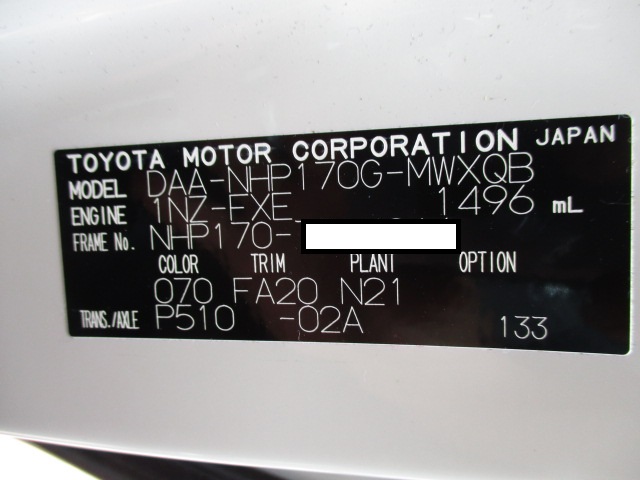 TOYOTA MOTOR CORPORATION JAPAN
MODEL DAA-NHP170G-MWXQB
ENGINE 1NZ-EXE 1496 mL
FRAME No. NHP170-
COLOR TRIM PLANT OPTION
070 FA20 N21
TRANS./AXLE P510 -02A 133